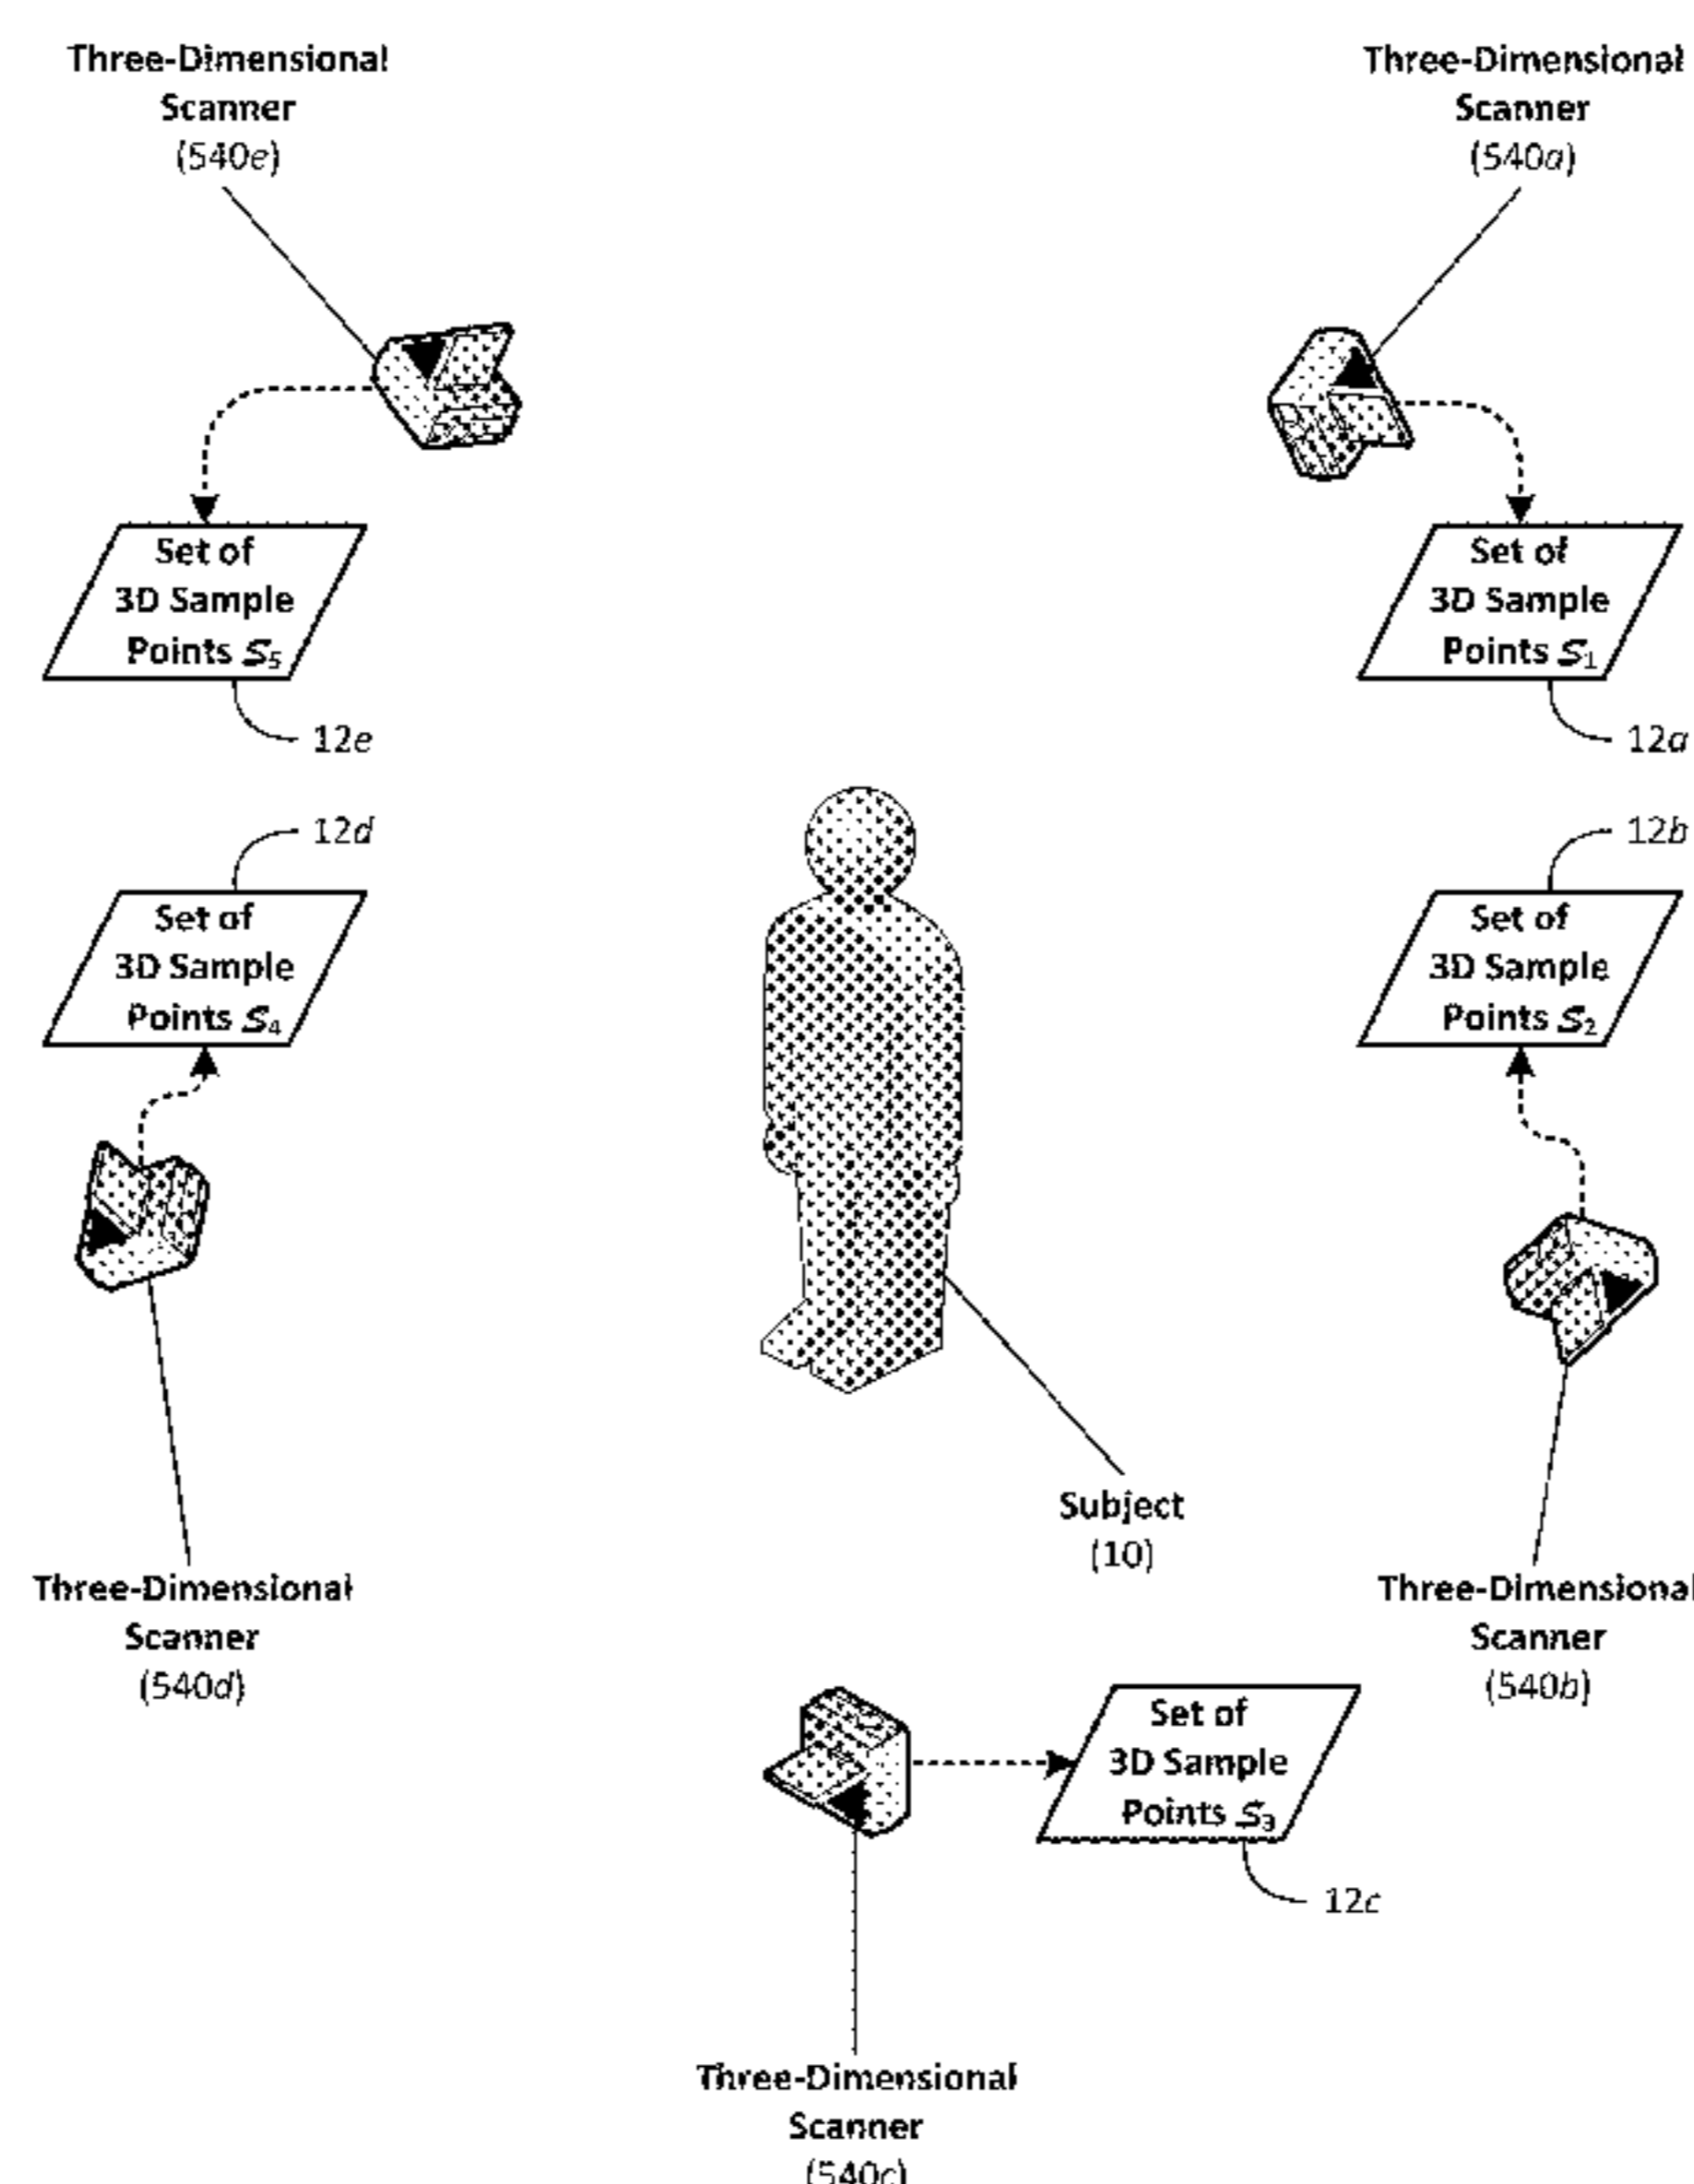 Three-Dimensional
Scanner
(540e)
Three-Dimensional
Scanner
(540a)
Set of
3D Sample
Points S₅
12e
Set of
3D Sample
Points S₁
12a
12d
Set of
3D Sample
Points S₄
12b
Set of
3D Sample
Points S₂
Subject
(10)
Three-Dimensional
Scanner
(540d)
Three-Dimensional
Scanner
(540b)
Set of
3D Sample
Points S₃
12c
Three-Dimensional
Scanner
(540c)